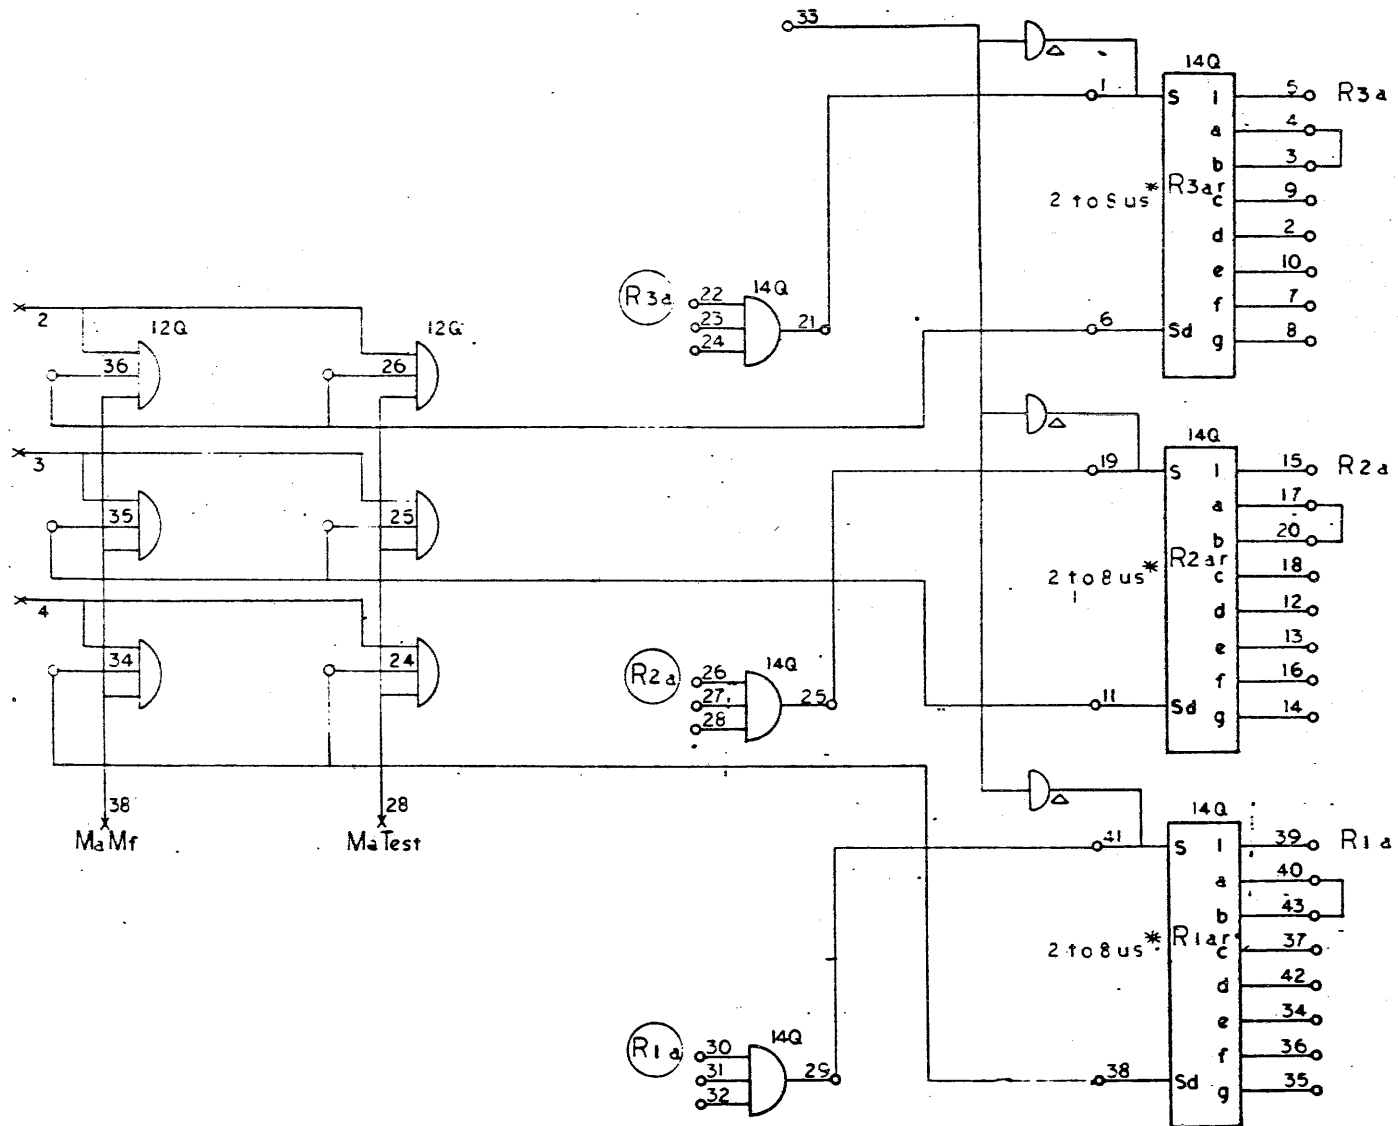 33
14Q
1
S 1 5 R3a
a 4
b 3
2 to 8 us * R3ar
c 9
d 2
e 10
f 7
6 Sd g 8
R3a
14Q
22
23
24
21
2
12Q 12Q
36 26
3
35 25
4
34 24
38 28
MaMf MaTest
14Q
19
S 1 15 R2a
a 17
b 20
2 to 8 us * R2ar
c 18
d 12
e 13
f 16
11 Sd g 14
R2a
14Q
26
27
28
25
14Q
41
S 1 39 R1a
a 40
b 43
2 to 8 us * R1ar
c 37
d 42
e 34
f 36
38 Sd g 35
R1a
14Q
30
31
32
29